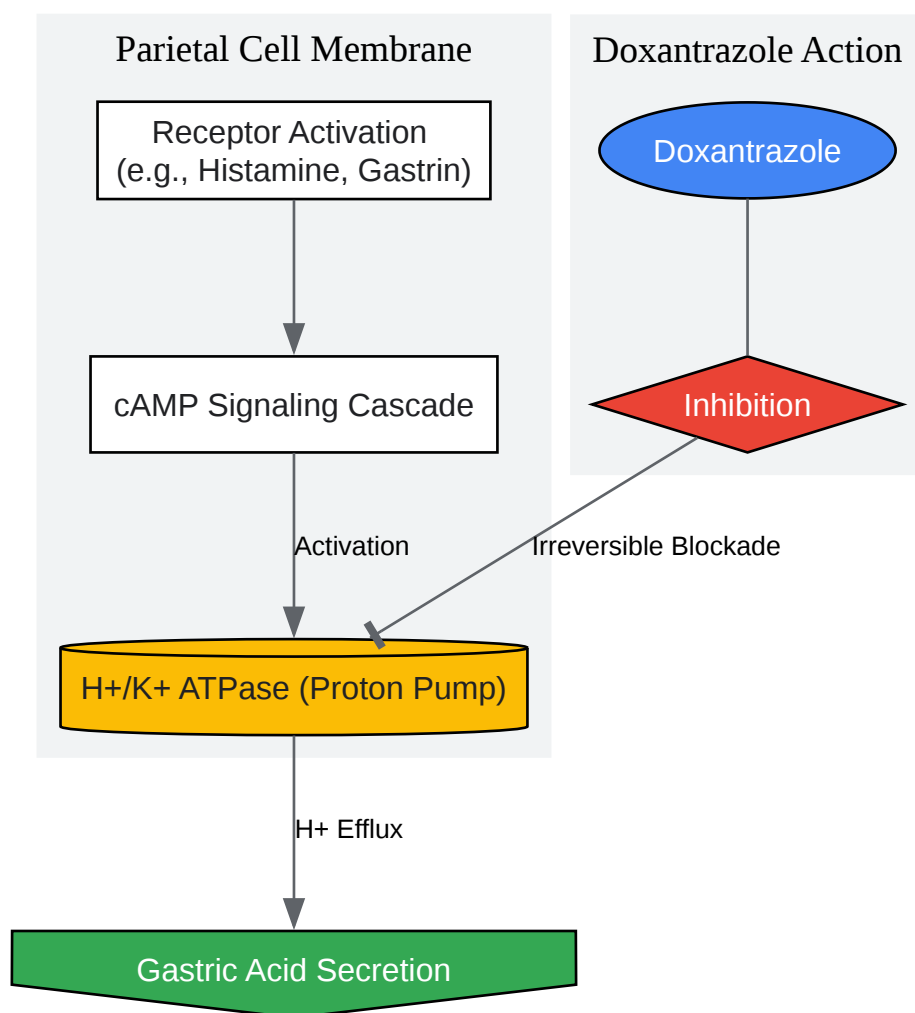 Parietal Cell Membrane
Receptor Activation
(e.g., Histamine, Gastrin)
cAMP Signaling Cascade
Activation
H+/K+ ATPase (Proton Pump)
H+ Efflux
Gastric Acid Secretion
Doxantrazole Action
Doxantrazole
Inhibition
Irreversible Blockade